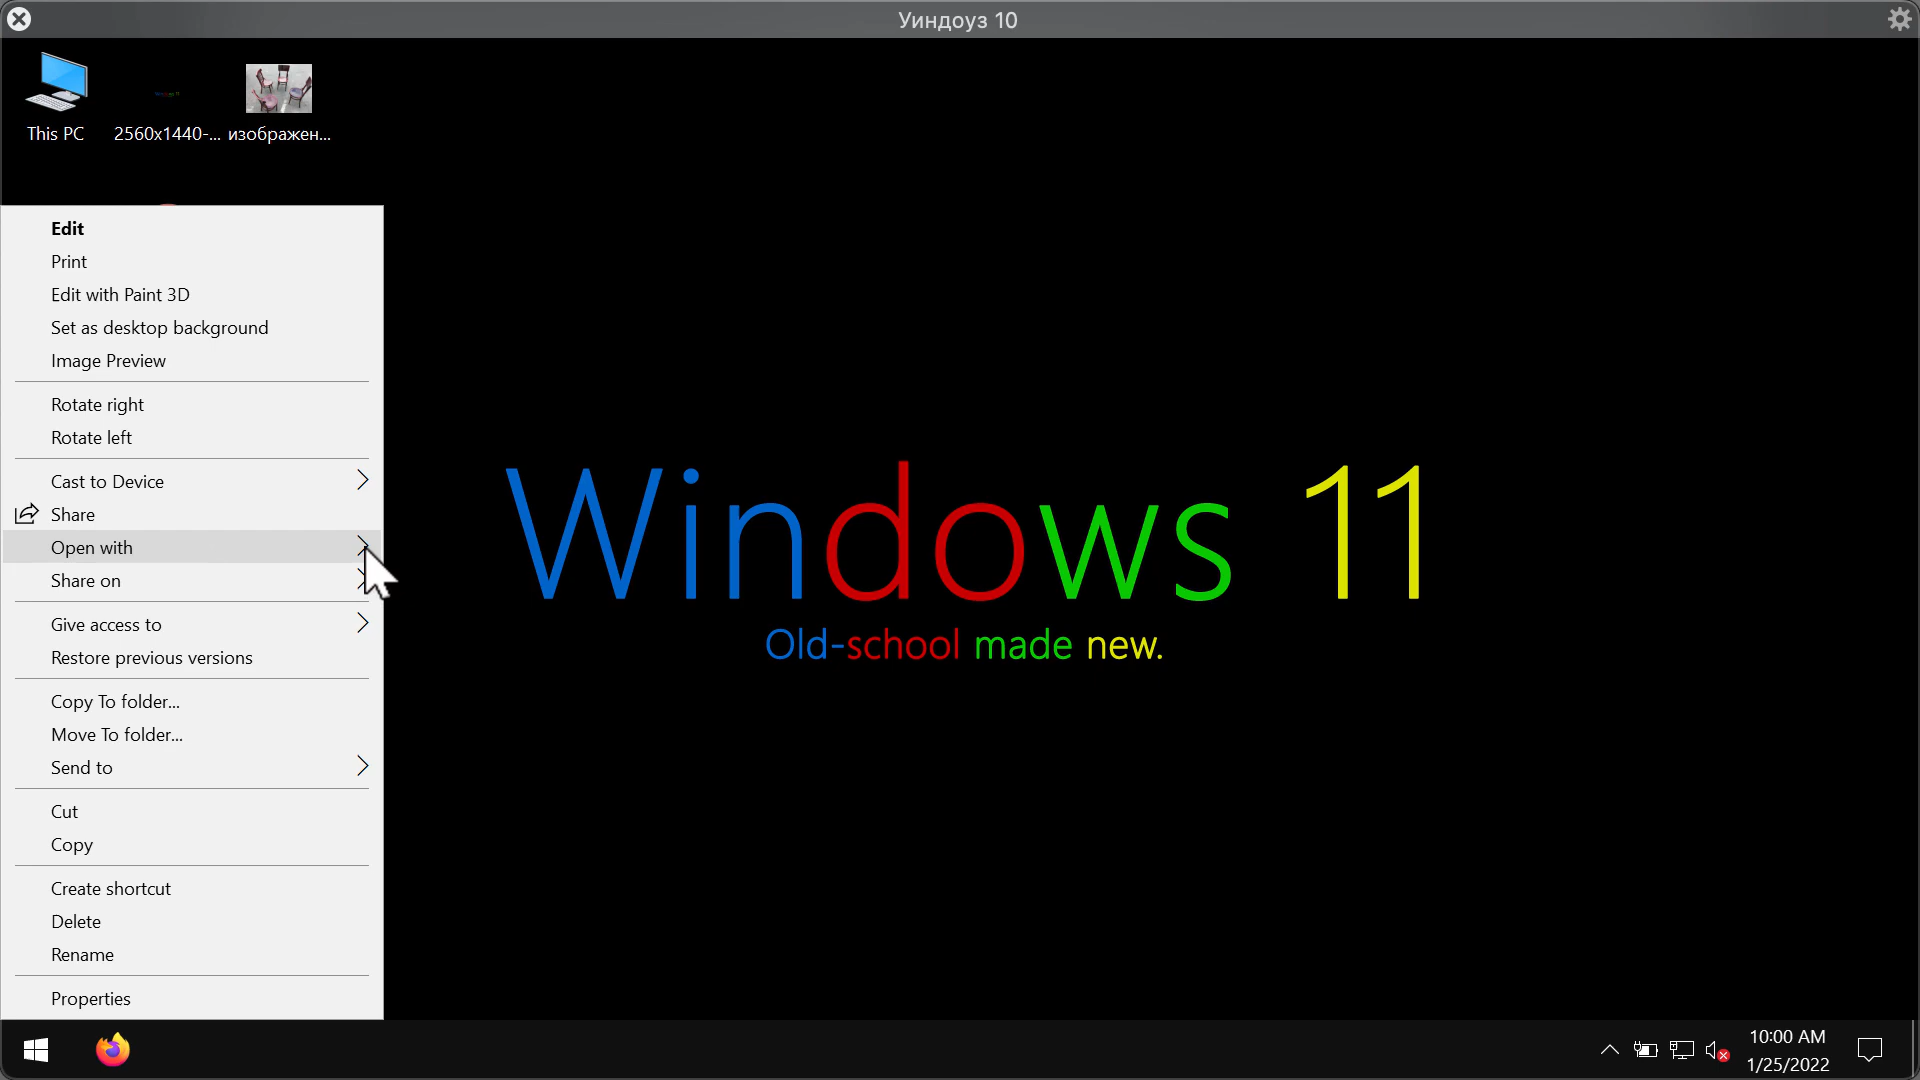 Уиндоуз 10
This PC
2560x1440-...
изображен...
Edit
Print
Edit with Paint 3D
Set as desktop background
Image Preview
Rotate right
Rotate left
Cast to Device
Share
Open with
Share on
Give access to
Restore previous versions
Copy To folder...
Move To folder...
Send to
Cut
Copy
Create shortcut
Delete
Rename
Properties
Windows 11
Old-school made new.
10:00 AM
1/25/2022